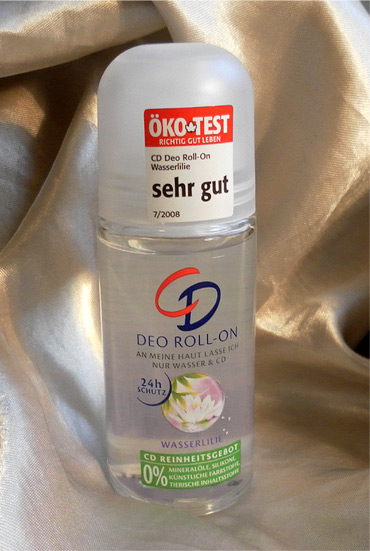 ÖKO-TEST
RICHTIG GUT LEBEN
CD Deo Roll-On
Wasserlilie
sehr gut
7/2008
CD
DEO ROLL-ON
AN MEINE HAUT LASSE ICH
NUR WASSER & CD
24h
SCHUTZ
WASSERLILIE
CD REINHEITSGEBOT
0% MINERALÖLE, SILIKONE,
KÜNSTLICHE FARBSTOFFE,
TIERISCHE INHALTSSTOFFE